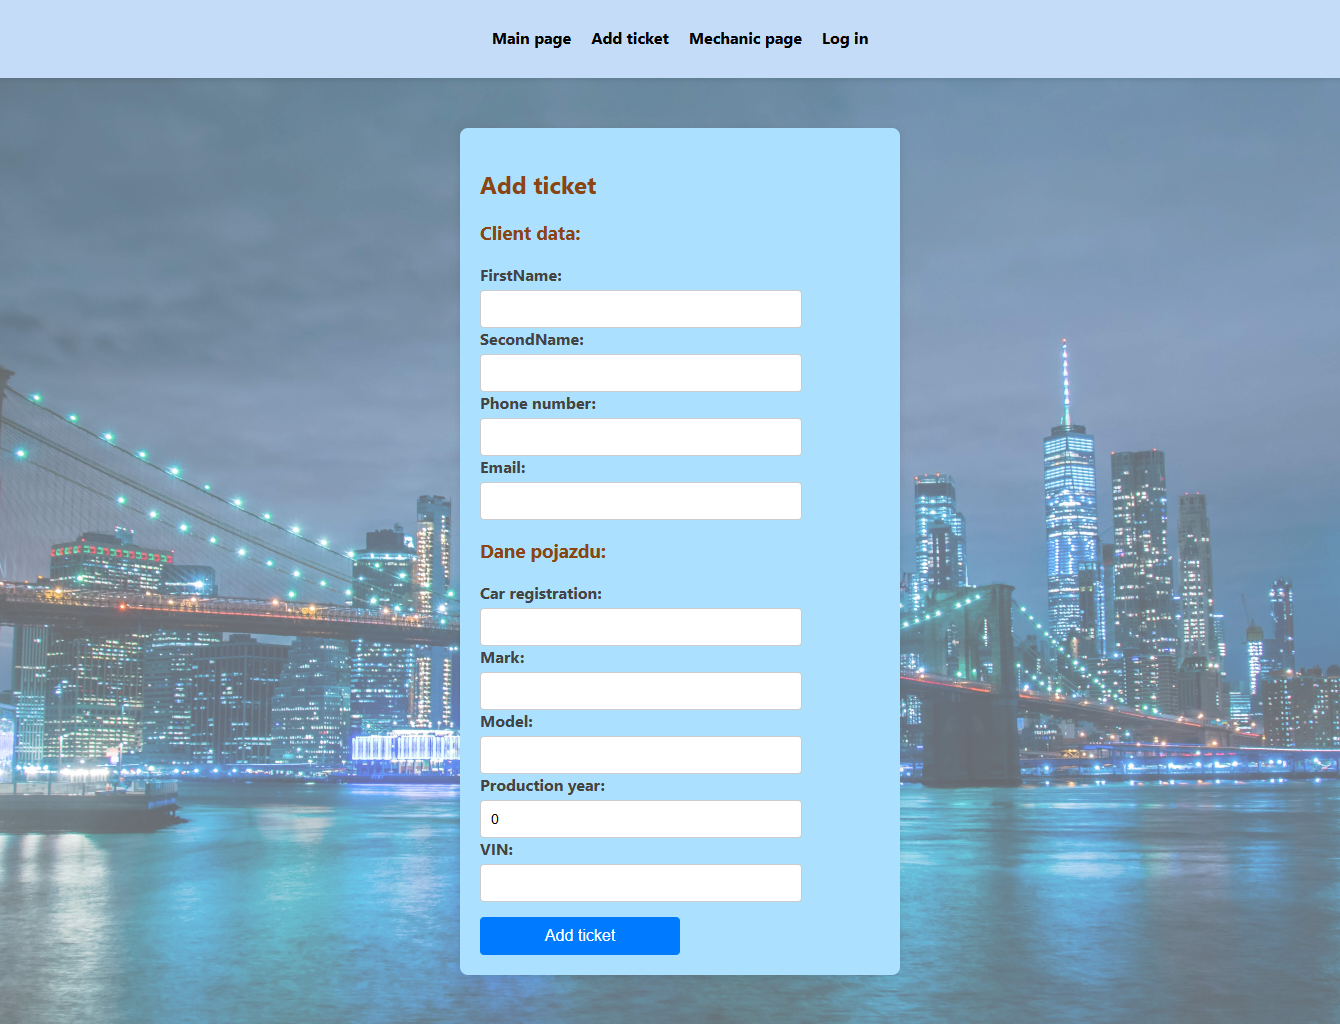 Main page Add ticket Mechanic page Log in
Add ticket
Client data:
FirstName:
SecondName:
Phone number:
Email:
Dane pojazdu:
Car registration:
Mark:
Model:
Production year:
0
VIN:
Add ticket